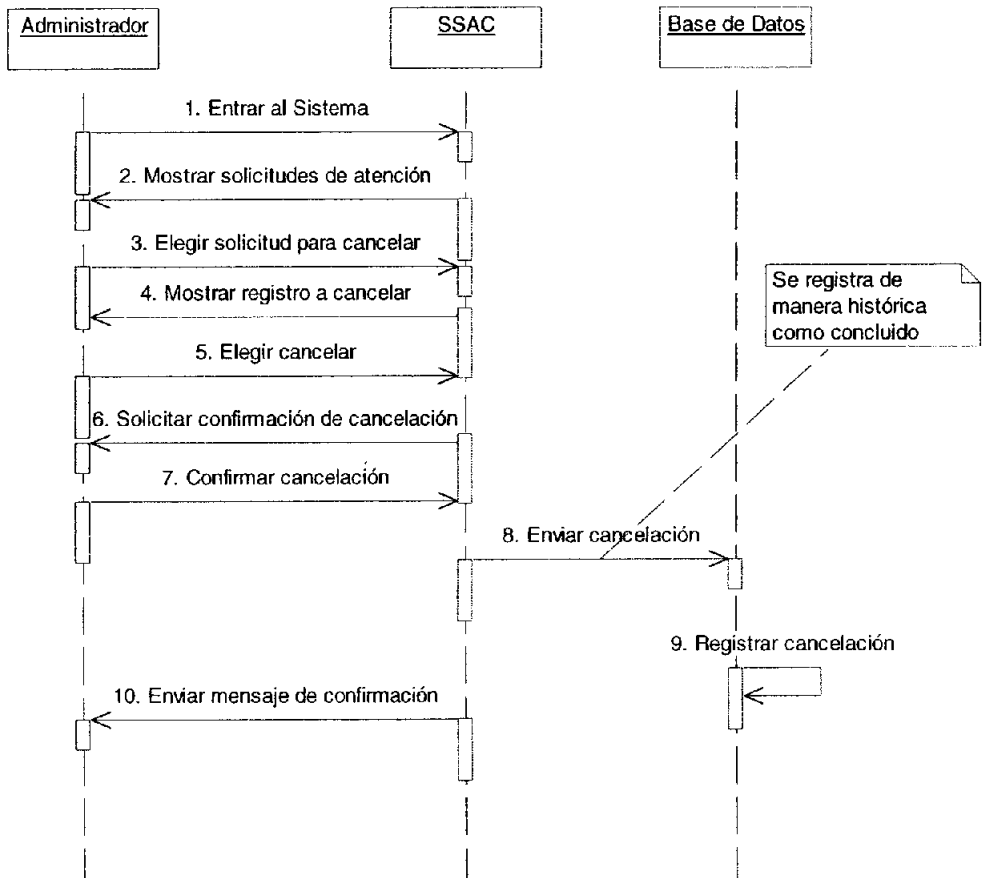 Administrador
SSAC
Base de Datos
1. Entrar al Sistema
2. Mostrar solicitudes de atención
3. Elegir solicitud para cancelar
4. Mostrar registro a cancelar
Se registra de
manera histórica
como concluido
5. Elegir cancelar
6. Solicitar confirmación de cancelación
7. Confirmar cancelación
8. Enviar cancelación
9. Registrar cancelación
10. Enviar mensaje de confirmación